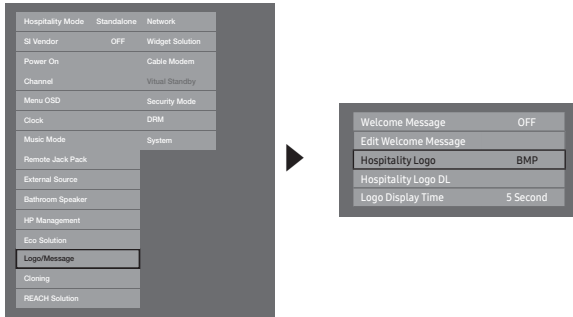 Hospitality Mode Standalone Network
SI Vendor OFF Widget Solution
Power On Cable Modem
Channel Vitual Standby
Menu OSD Security Mode
Clock DRM
Music Mode System
Remote Jack Pack
External Source
Bathroom Speaker
HP Management
Eco Solution
Logo/Message
Cloning
REACH Solution
Welcome Message OFF
Edit Welcome Message
Hospitality Logo BMP
Hospitality Logo DL
Logo Display Time 5 Second